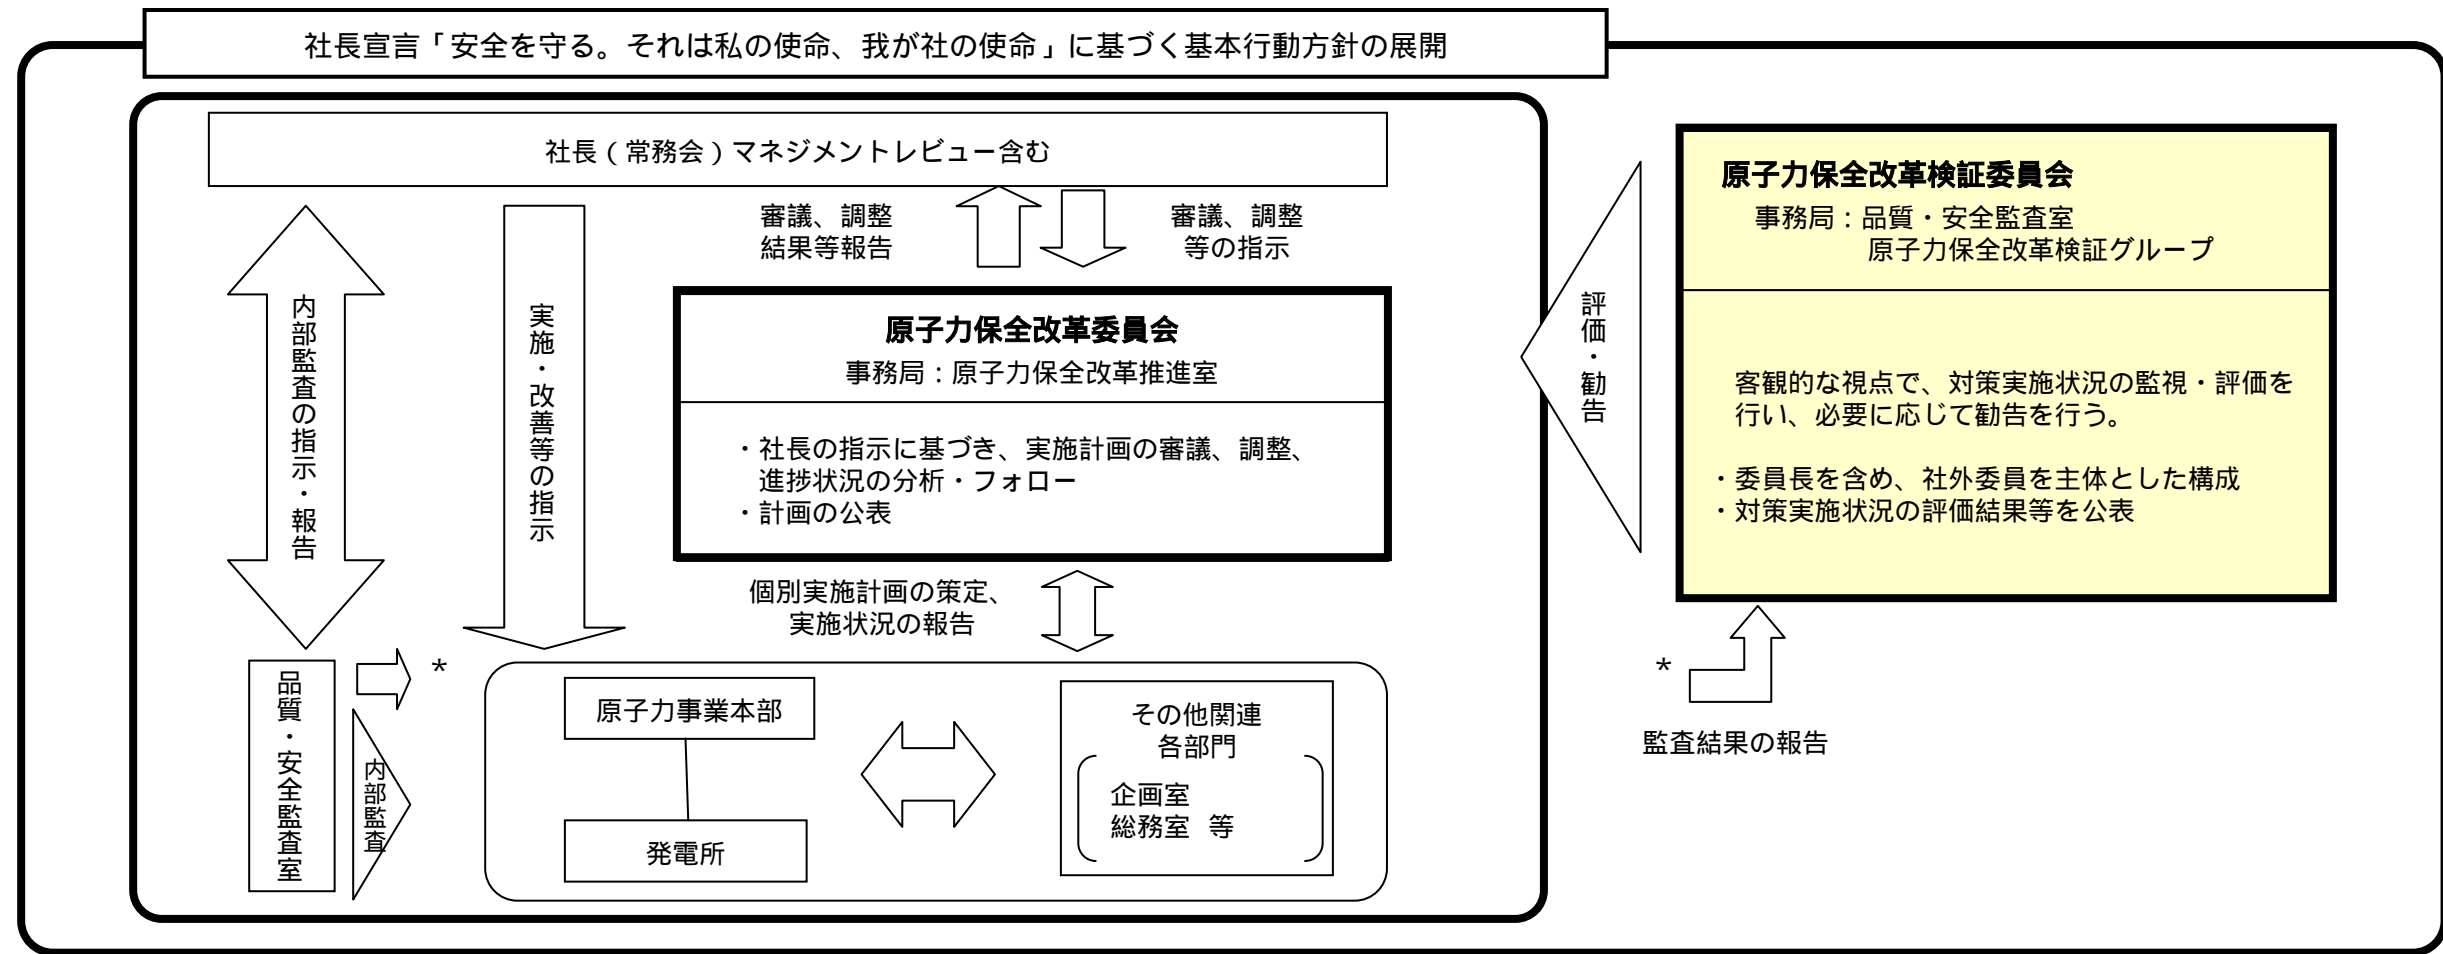 社長宣言「安全を守る。それは私の使命、我が社の使命」に基づく基本行動方針の展開
社長（常務会）マネジメントレビュー含む
内部監査の指示・報告
実施・改善等の指示
審議、調整
結果等報告
審議、調整
等の指示
原子力保全改革委員会
事務局：原子力保全改革推進室
・社長の指示に基づき、実施計画の審議、調整、
進捗状況の分析・フォロー
・計画の公表
個別実施計画の策定、
実施状況の報告
品質・安全監査室
*
内部監査
原子力事業本部
発電所
その他関連
各部門
企画室
総務室 等
評価・勧告
原子力保全改革検証委員会
事務局：品質・安全監査室
原子力保全改革検証グループ
客観的な視点で、対策実施状況の監視・評価を
行い、必要に応じて勧告を行う。
・委員長を含め、社外委員を主体とした構成
・対策実施状況の評価結果等を公表
*
監査結果の報告